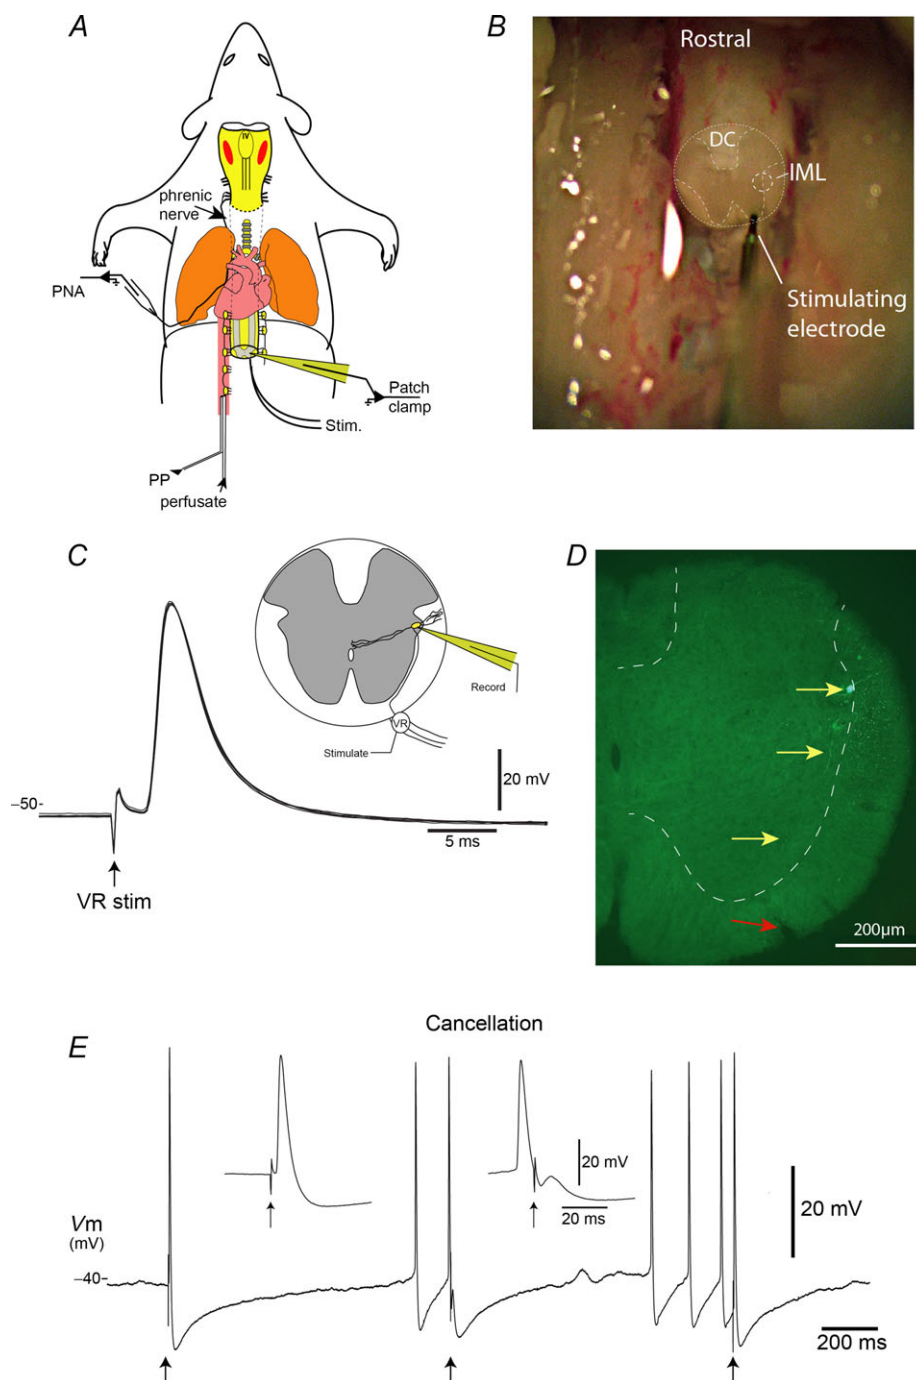 A
IV
phrenic
nerve
PNA
Patch
clamp
Stim.
PP
perfusate
B
Rostral
DC
IML
Stimulating
electrode
C
Record
VR
Stimulate
20 mV
–50-
5 ms
VR stim
D
200µm
Cancellation
E
20 mV
20 ms
20 mV
Vm
(mV)
–40-
200 ms